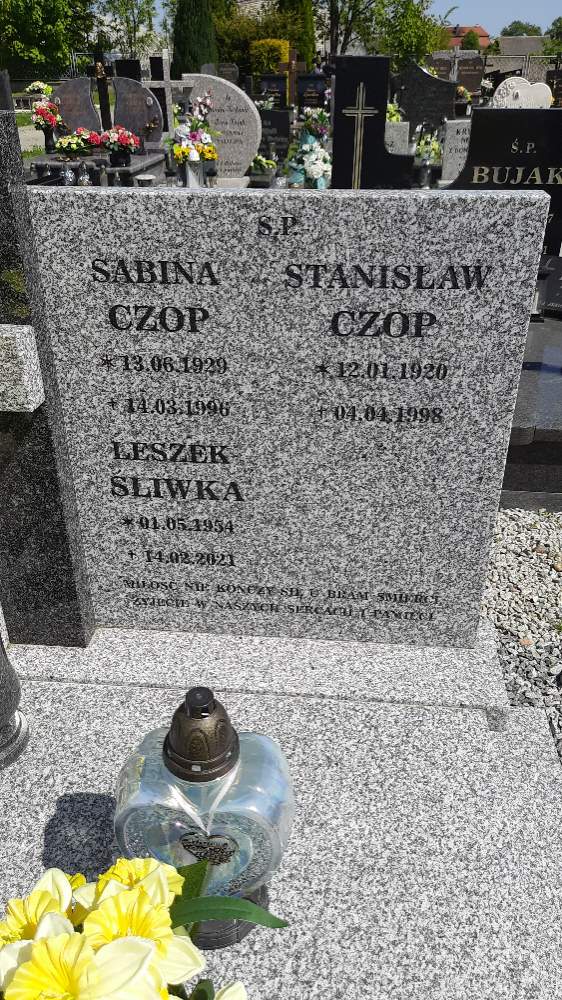 Ś.P.
BUJAK
Ś.P.
SABINA
CZOP
* 13.06.1929
+ 14.03.1996
STANISŁAW
CZOP
* 12.01.1920
+ 04.04.1998
LESZEK
ŚLIWKA
* 01.05.1954
+ 14.02.2021
MIŁOŚĆ NIE KOŃCZY SIĘ U BRAM ŚMIERCI,
ŻYJECIE W NASZYCH SERCACH I PAMIĘCI.